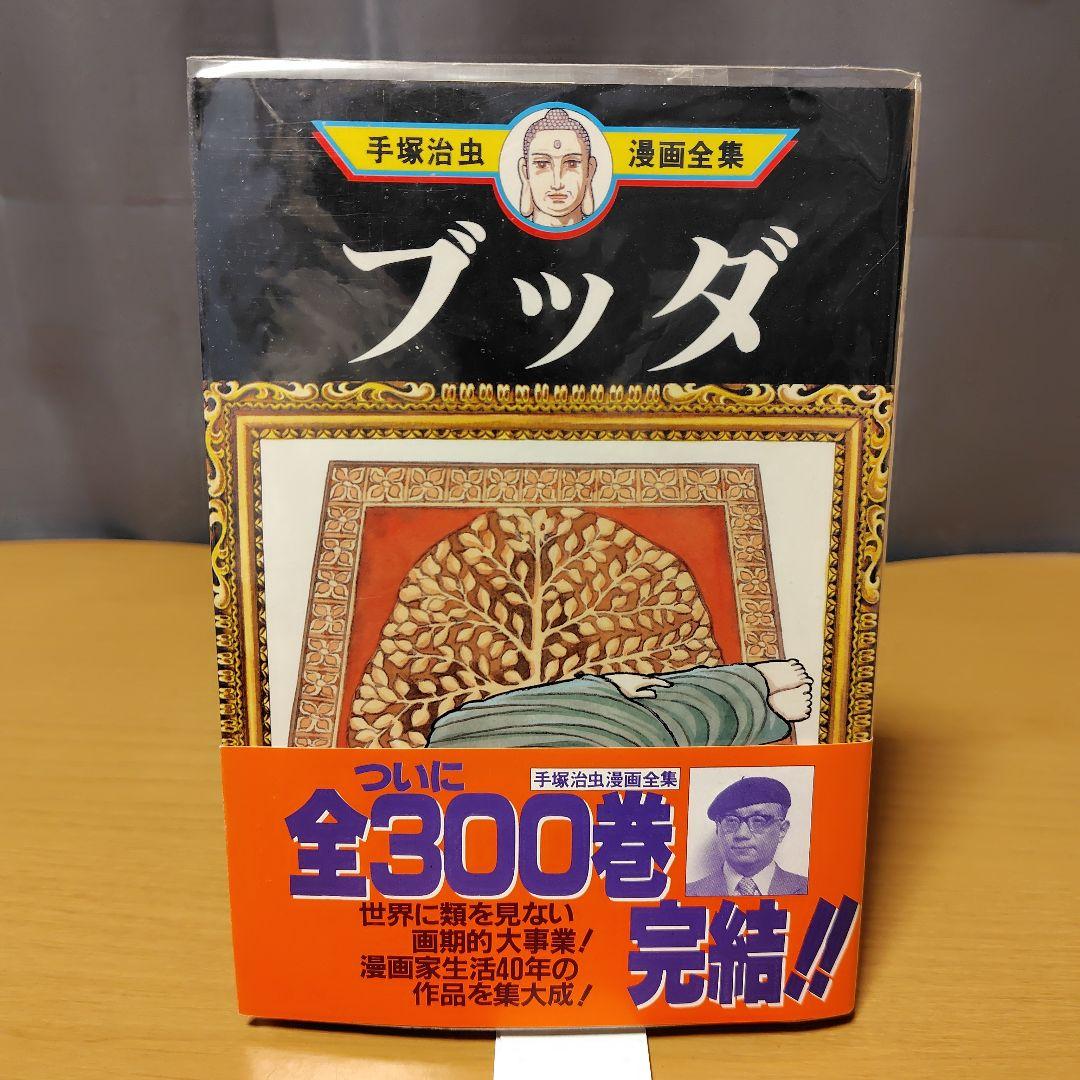 手塚治虫 漫画全集
ブッダ
ついに
手塚治虫漫画全集
全300巻
完結!!
世界に類を見ない
画期的大事業!
漫画家生活40年の
作品を集大成!